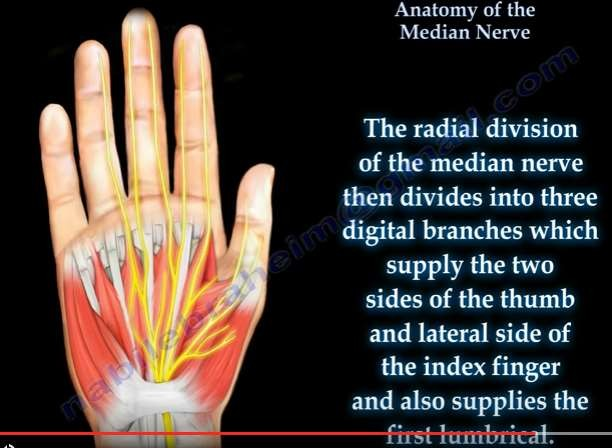 Anatomy of the
Median Nerve
The radial division
of the median nerve
then divides into three
digital branches which
supply the two
sides of the thumb
and lateral side of
the index finger
and also supplies the
first lumbrical.